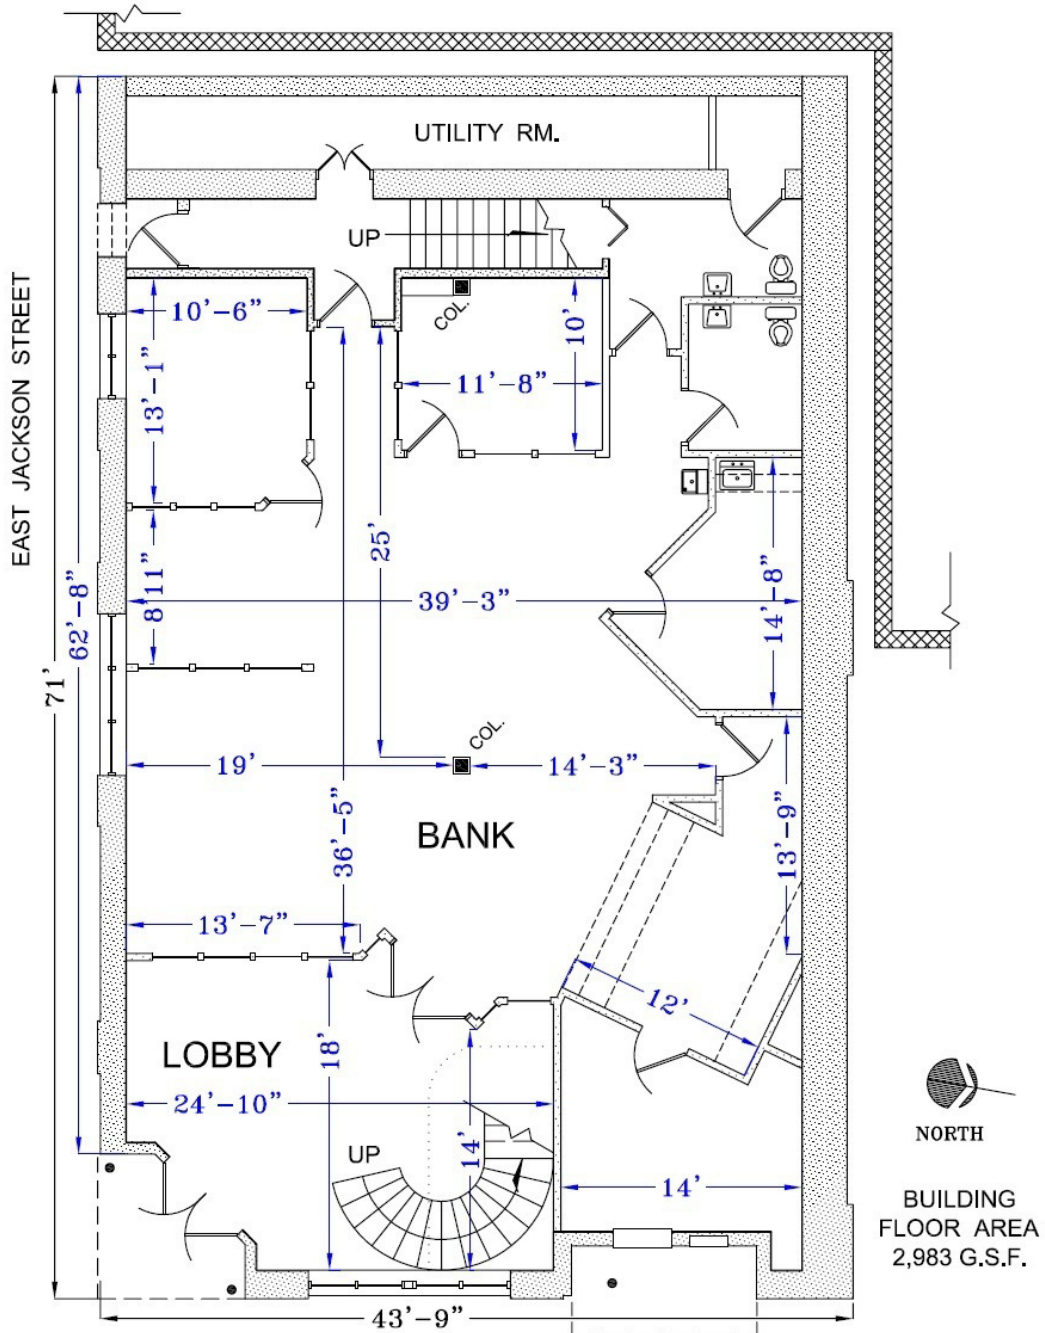 UTILITY RM.
UP
10'-6"
COL.
10'
13'-1"
11'-8"
EAST JACKSON STREET
25'
8'11"
39'-3"
14'-8"
62'-8"
71'
19'
COL.
14'-3"
BANK
36'-5"
13'-9"
13'-7"
12'
LOBBY
18'
24'-10"
UP
14'
14'
NORTH
BUILDING
FLOOR AREA
2,983 G.S.F.
43'-9"